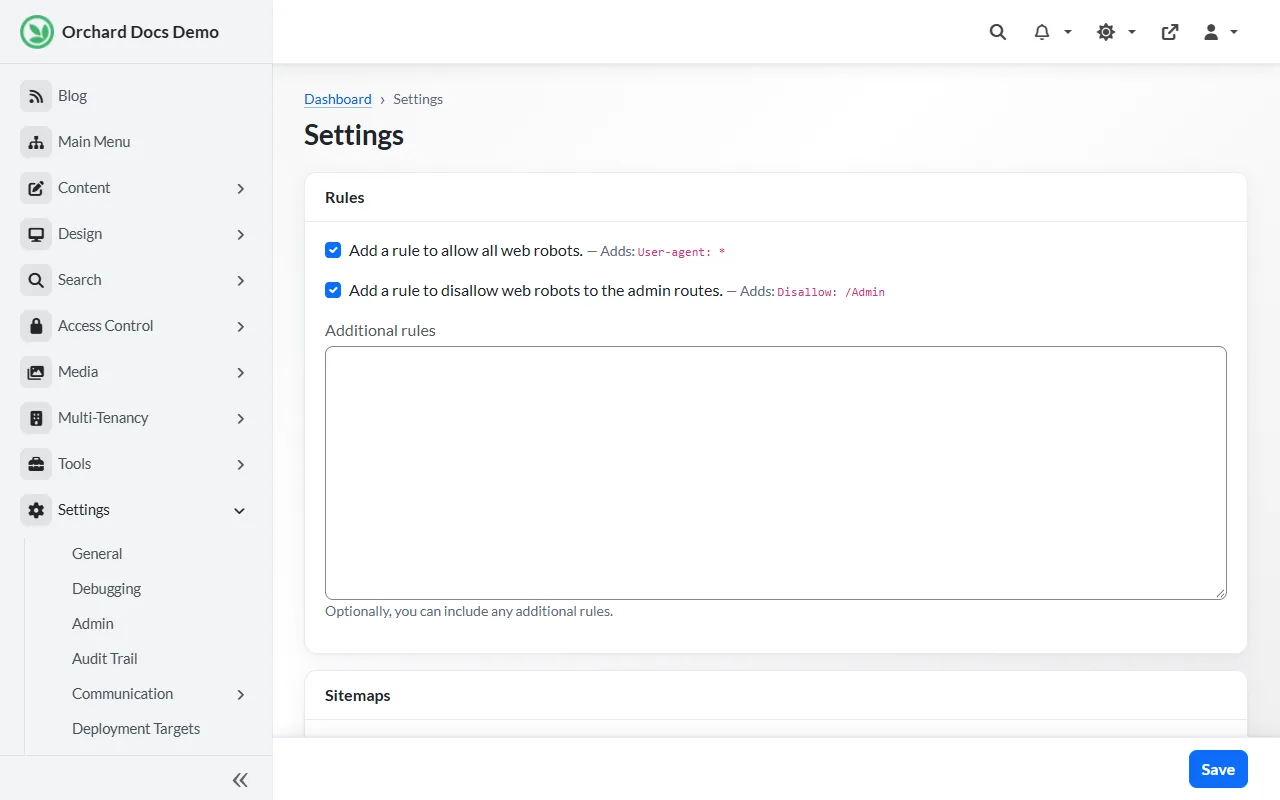 Orchard Docs Demo
Blog
Main Menu
Content
Design
Search
Access Control
Media
Multi-Tenancy
Tools
Settings
General
Debugging
Admin
Audit Trail
Communication
Deployment Targets
Dashboard › Settings
Settings
Rules
Add a rule to allow all web robots. — Adds: User-agent: *
Add a rule to disallow web robots to the admin routes. — Adds: Disallow: /Admin
Additional rules
Optionally, you can include any additional rules.
Sitemaps
Save